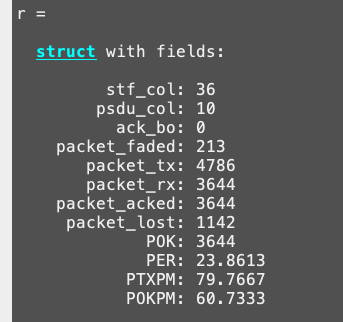 r =
struct with fields:
stf_col: 36
psdu_col: 10
ack_bo: 0
packet_faded: 213
packet_tx: 4786
packet_rx: 3644
packet_acked: 3644
packet_lost: 1142
POK: 3644
PER: 23.8613
PTXPM: 79.7667
POKPM: 60.7333